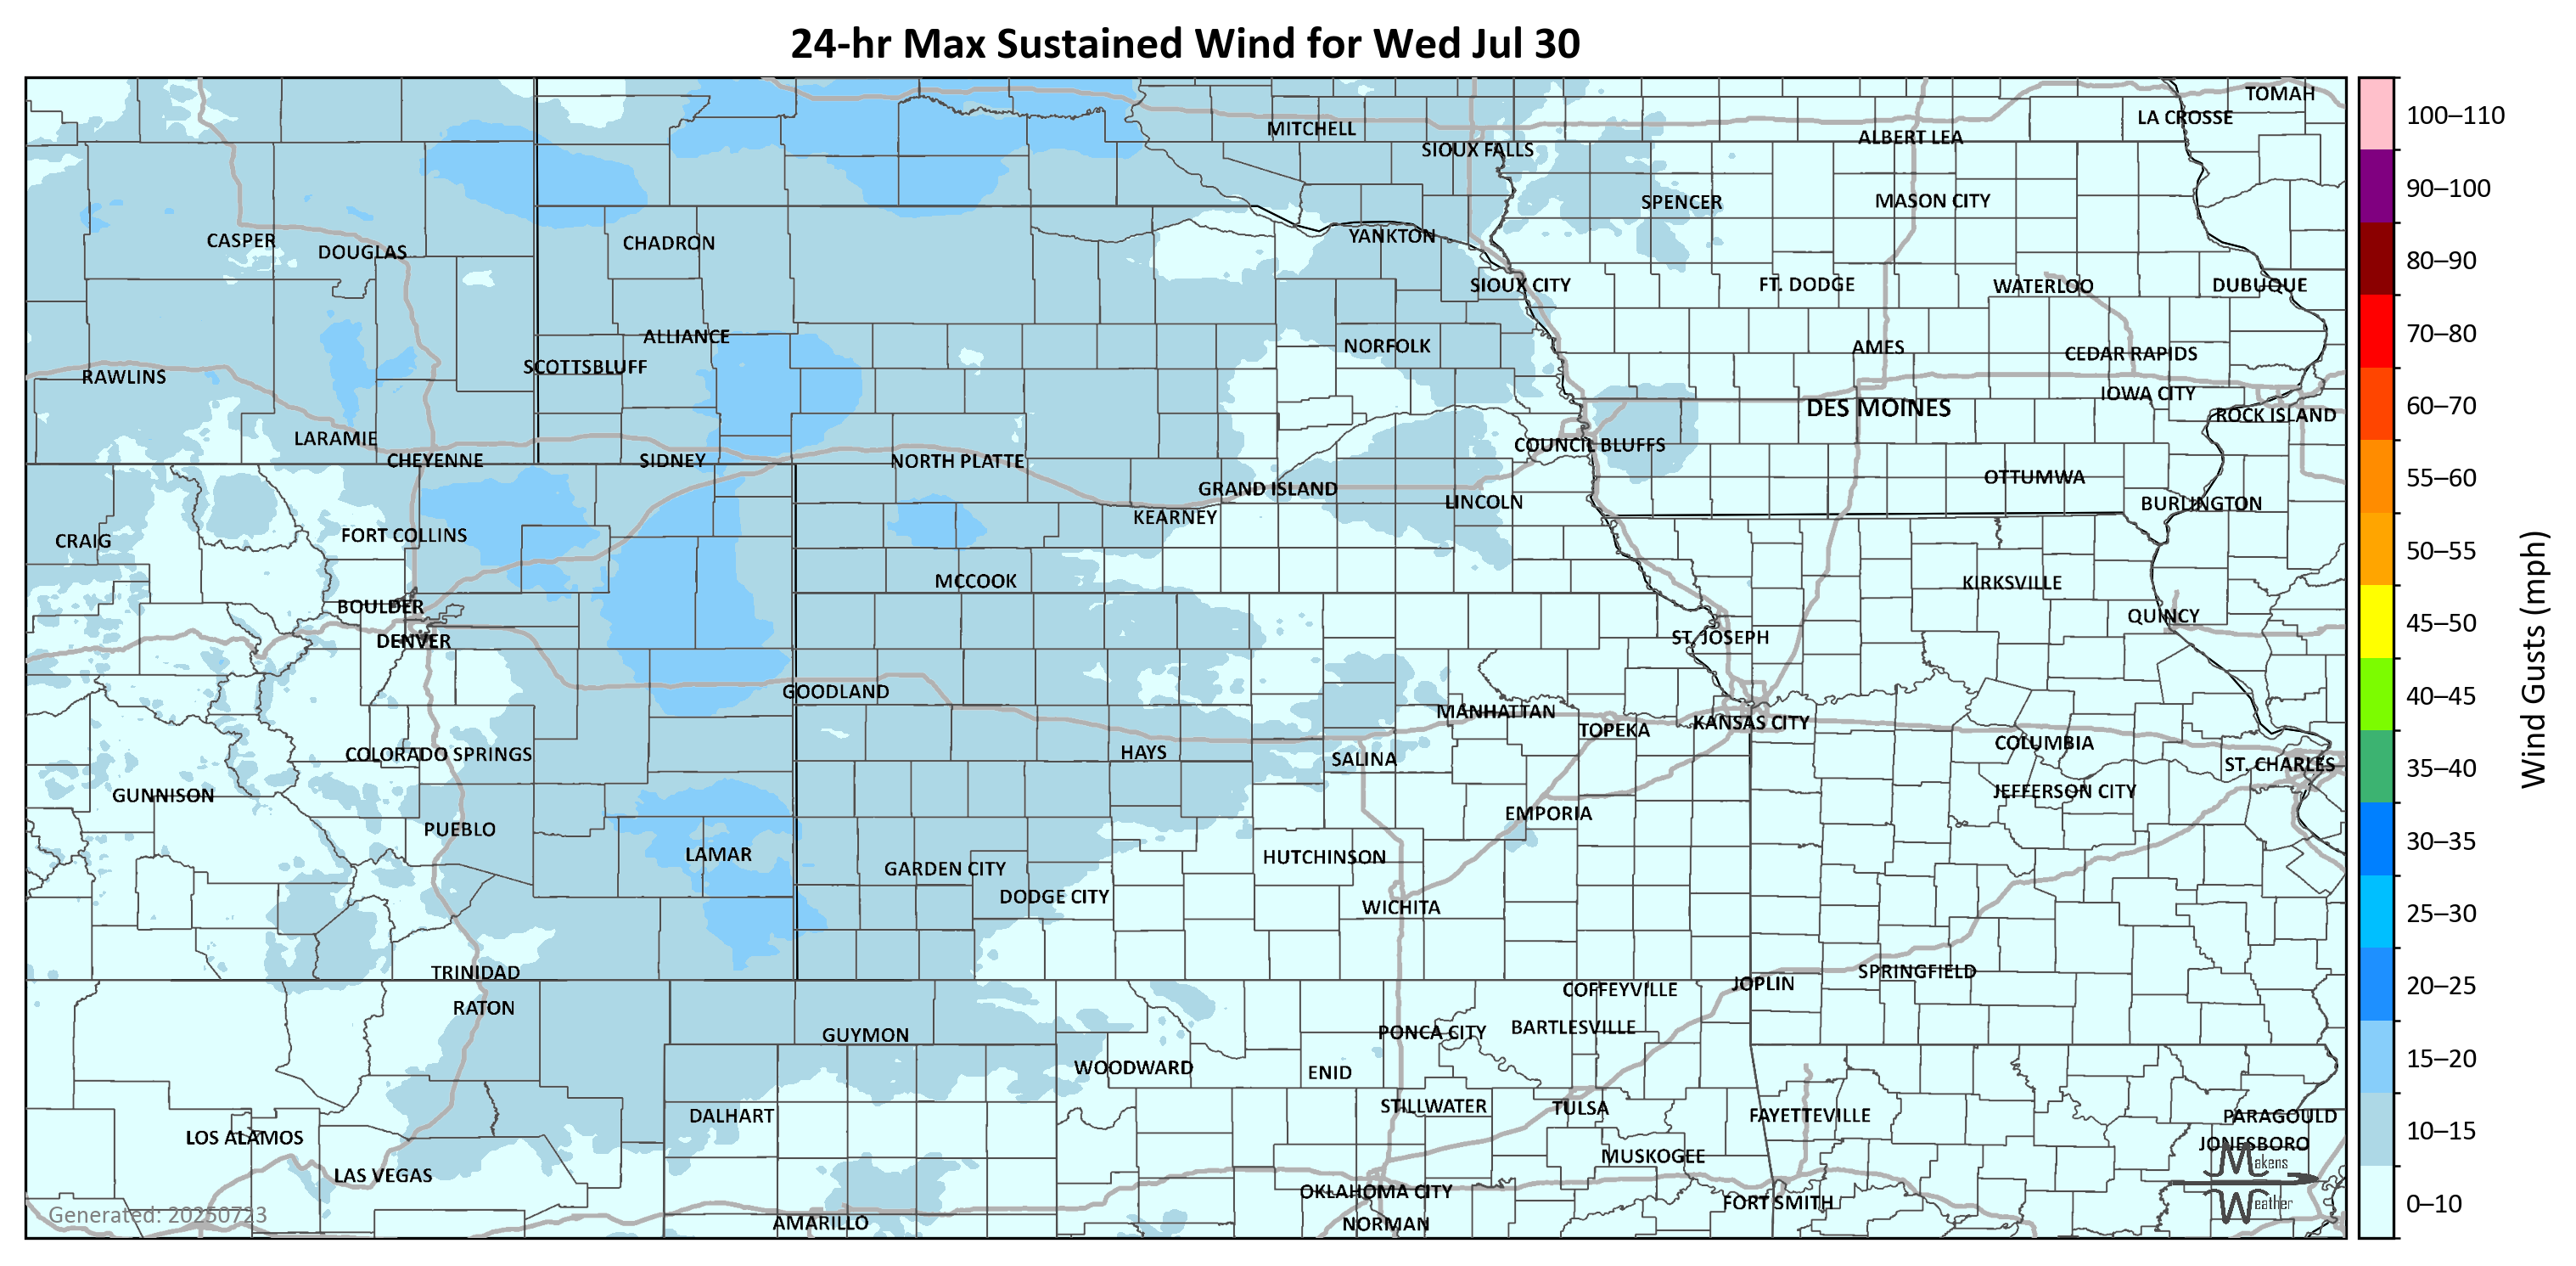 24-hr Max Sustained Wind for Wed Jul 30
TOMAH
LA CROSSE
MITCHELL
ALBERT LEA
SIOUX FALLS
SPENCER
MASON CITY
CASPER
DOUGLAS
CHADRON
YANKTON
SIOUX CITY
FT. DODGE
WATERLOO
DUBUQUE
ALLIANCE
NORFOLK
AMES
CEDAR RAPIDS
SCOTTSBLUFF
RAWLINS
IOWA CITY
DES MOINES
ROCK ISLAND
LARAMIE
COUNCIL BLUFFS
CHEYENNE
SIDNEY
NORTH PLATTE
OTTUMWA
GRAND ISLAND
LINCOLN
BURLINGTON
KEARNEY
CRAIG
FORT COLLINS
MCCOOK
KIRKSVILLE
BOULDER
QUINCY
DENVER
ST. JOSEPH
GOODLAND
MANHATTAN
TOPEKA
KANSAS CITY
COLUMBIA
COLORADO SPRINGS
HAYS
SALINA
ST. CHARLES
GUNNISON
JEFFERSON CITY
EMPORIA
PUEBLO
LAMAR
HUTCHINSON
GARDEN CITY
DODGE CITY
WICHITA
TRINIDAD
SPRINGFIELD
JOPLIN
COFFEYVILLE
RATON
GUYMON
PONCA CITY
BARTLESVILLE
WOODWARD
ENID
DALHART
STILLWATER
TULSA
FAYETTEVILLE
PARAGOULD
LOS ALAMOS
JONESBORO
MUSKOGEE
LAS VEGAS
OKLAHOMA CITY
FORT SMITH
AMARILLO
NORMAN
Generated: 20250723
Makens
Weather
100–110
90–100
80–90
70–80
60–70
55–60
50–55
45–50
40–45
35–40
30–35
25–30
20–25
15–20
10–15
0–10
Wind Gusts (mph)